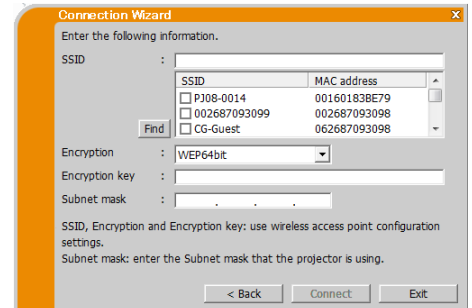 Connection Wizard x
Enter the following information.
SSID :
SSID MAC address
PJ08-0014 00160183BE79
002687093099 002687093098
CG-Guest 062687093098
Find
Encryption : WEP64bit
Encryption key :
Subnet mask : . . .
SSID, Encryption and Encryption key: use wireless access point configuration
settings.
Subnet mask: enter the Subnet mask that the projector is using.
< Back Connect Exit